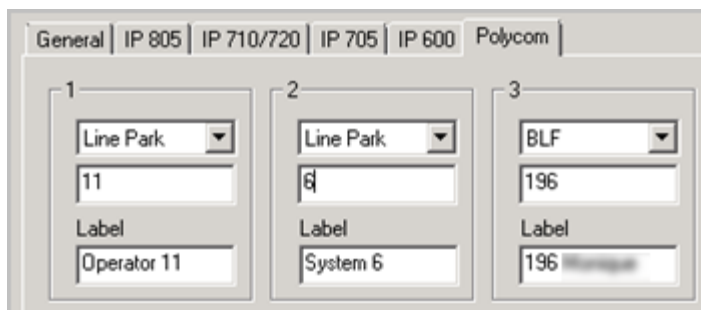 General IP 805 IP 710/720 IP 705 IP 600 Polycom
1 2 3
Line Park Line Park BLF
11 6 196
Label Label Label
Operator 11 System 6 196